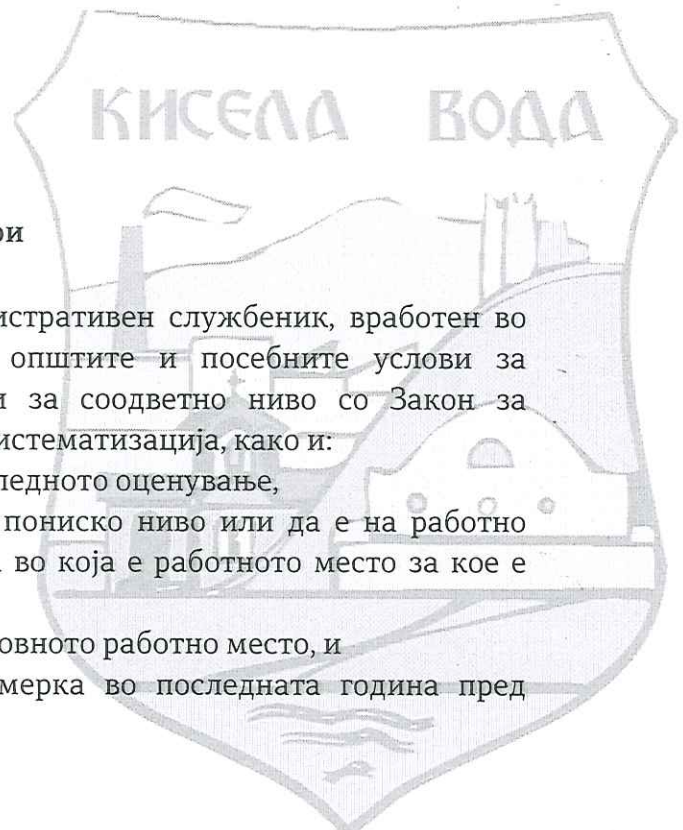 КИСЕЛА ВОДА
ри
истративен службеник, вработен во
општите и посебните услови за
и за соодветно ниво со Закон за
истематизација, како и:
ледното оценување,
пониско ниво или да е на работно
а во која е работното место за кое е
овното работно место, и
мерка во последната година пред